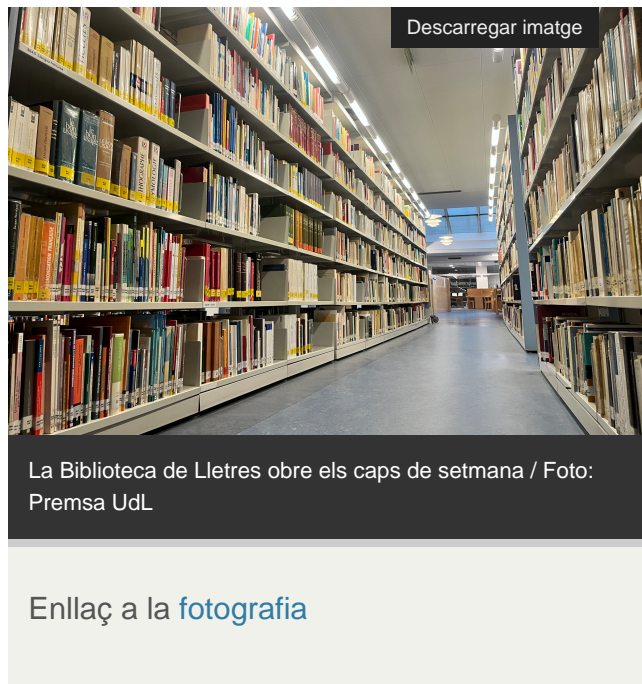 Descarregar imatge
La Biblioteca de Lletres obre els caps de setmana / Foto:
Premsa UdL
Enllaç a la fotografia